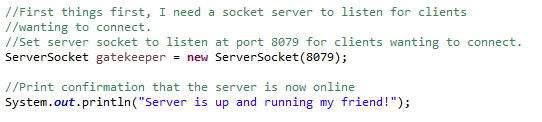 //First things first, I need a socket server to listen for clients
//wanting to connect.
//Set server socket to listen at port 8079 for clients wanting to connect.
ServerSocket gatekeeper = new ServerSocket(8079);
//Print confirmation that the server is now online
System.out.println("Server is up and running my friend!");